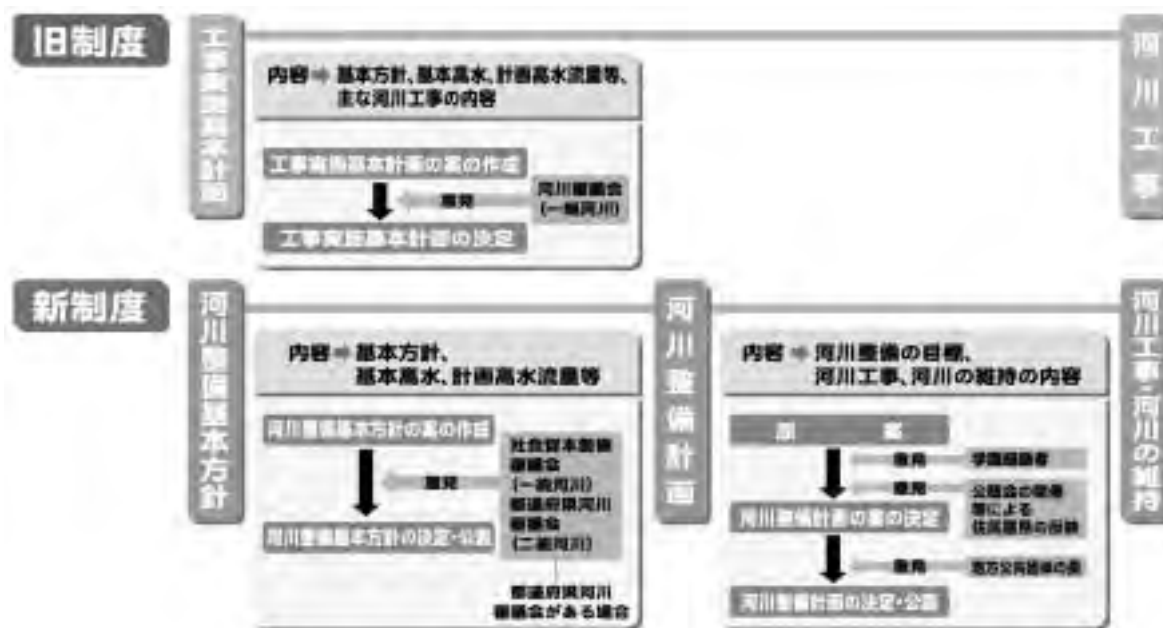 旧制度
工事実施基本計画
内容⇒基本方針、基本高水、計画高水流量等、
主な河川工事の内容
工事実施基本計画の案の作成
意見
河川審議会
(一級河川)
工事実施基本計画の決定
河川工事
新制度
河川整備基本方針
内容⇒基本方針、
基本高水、計画高水流量等
河川整備基本方針の案の作成
意見
社会資本整備
審議会
(一級河川)
都道府県河川
審議会
(二級河川)
河川整備基本方針の決定・公表
都道府県河川
審議会がある場合
河川整備計画
内容⇒河川整備の目標、
河川工事、河川の維持の内容
原案
意見
学識経験者
意見
公聴会の開催
等による
住民意見の反映
河川整備計画の案の決定
意見
地方公共団体の長
河川整備計画の決定・公表
河川工事・河川の維持